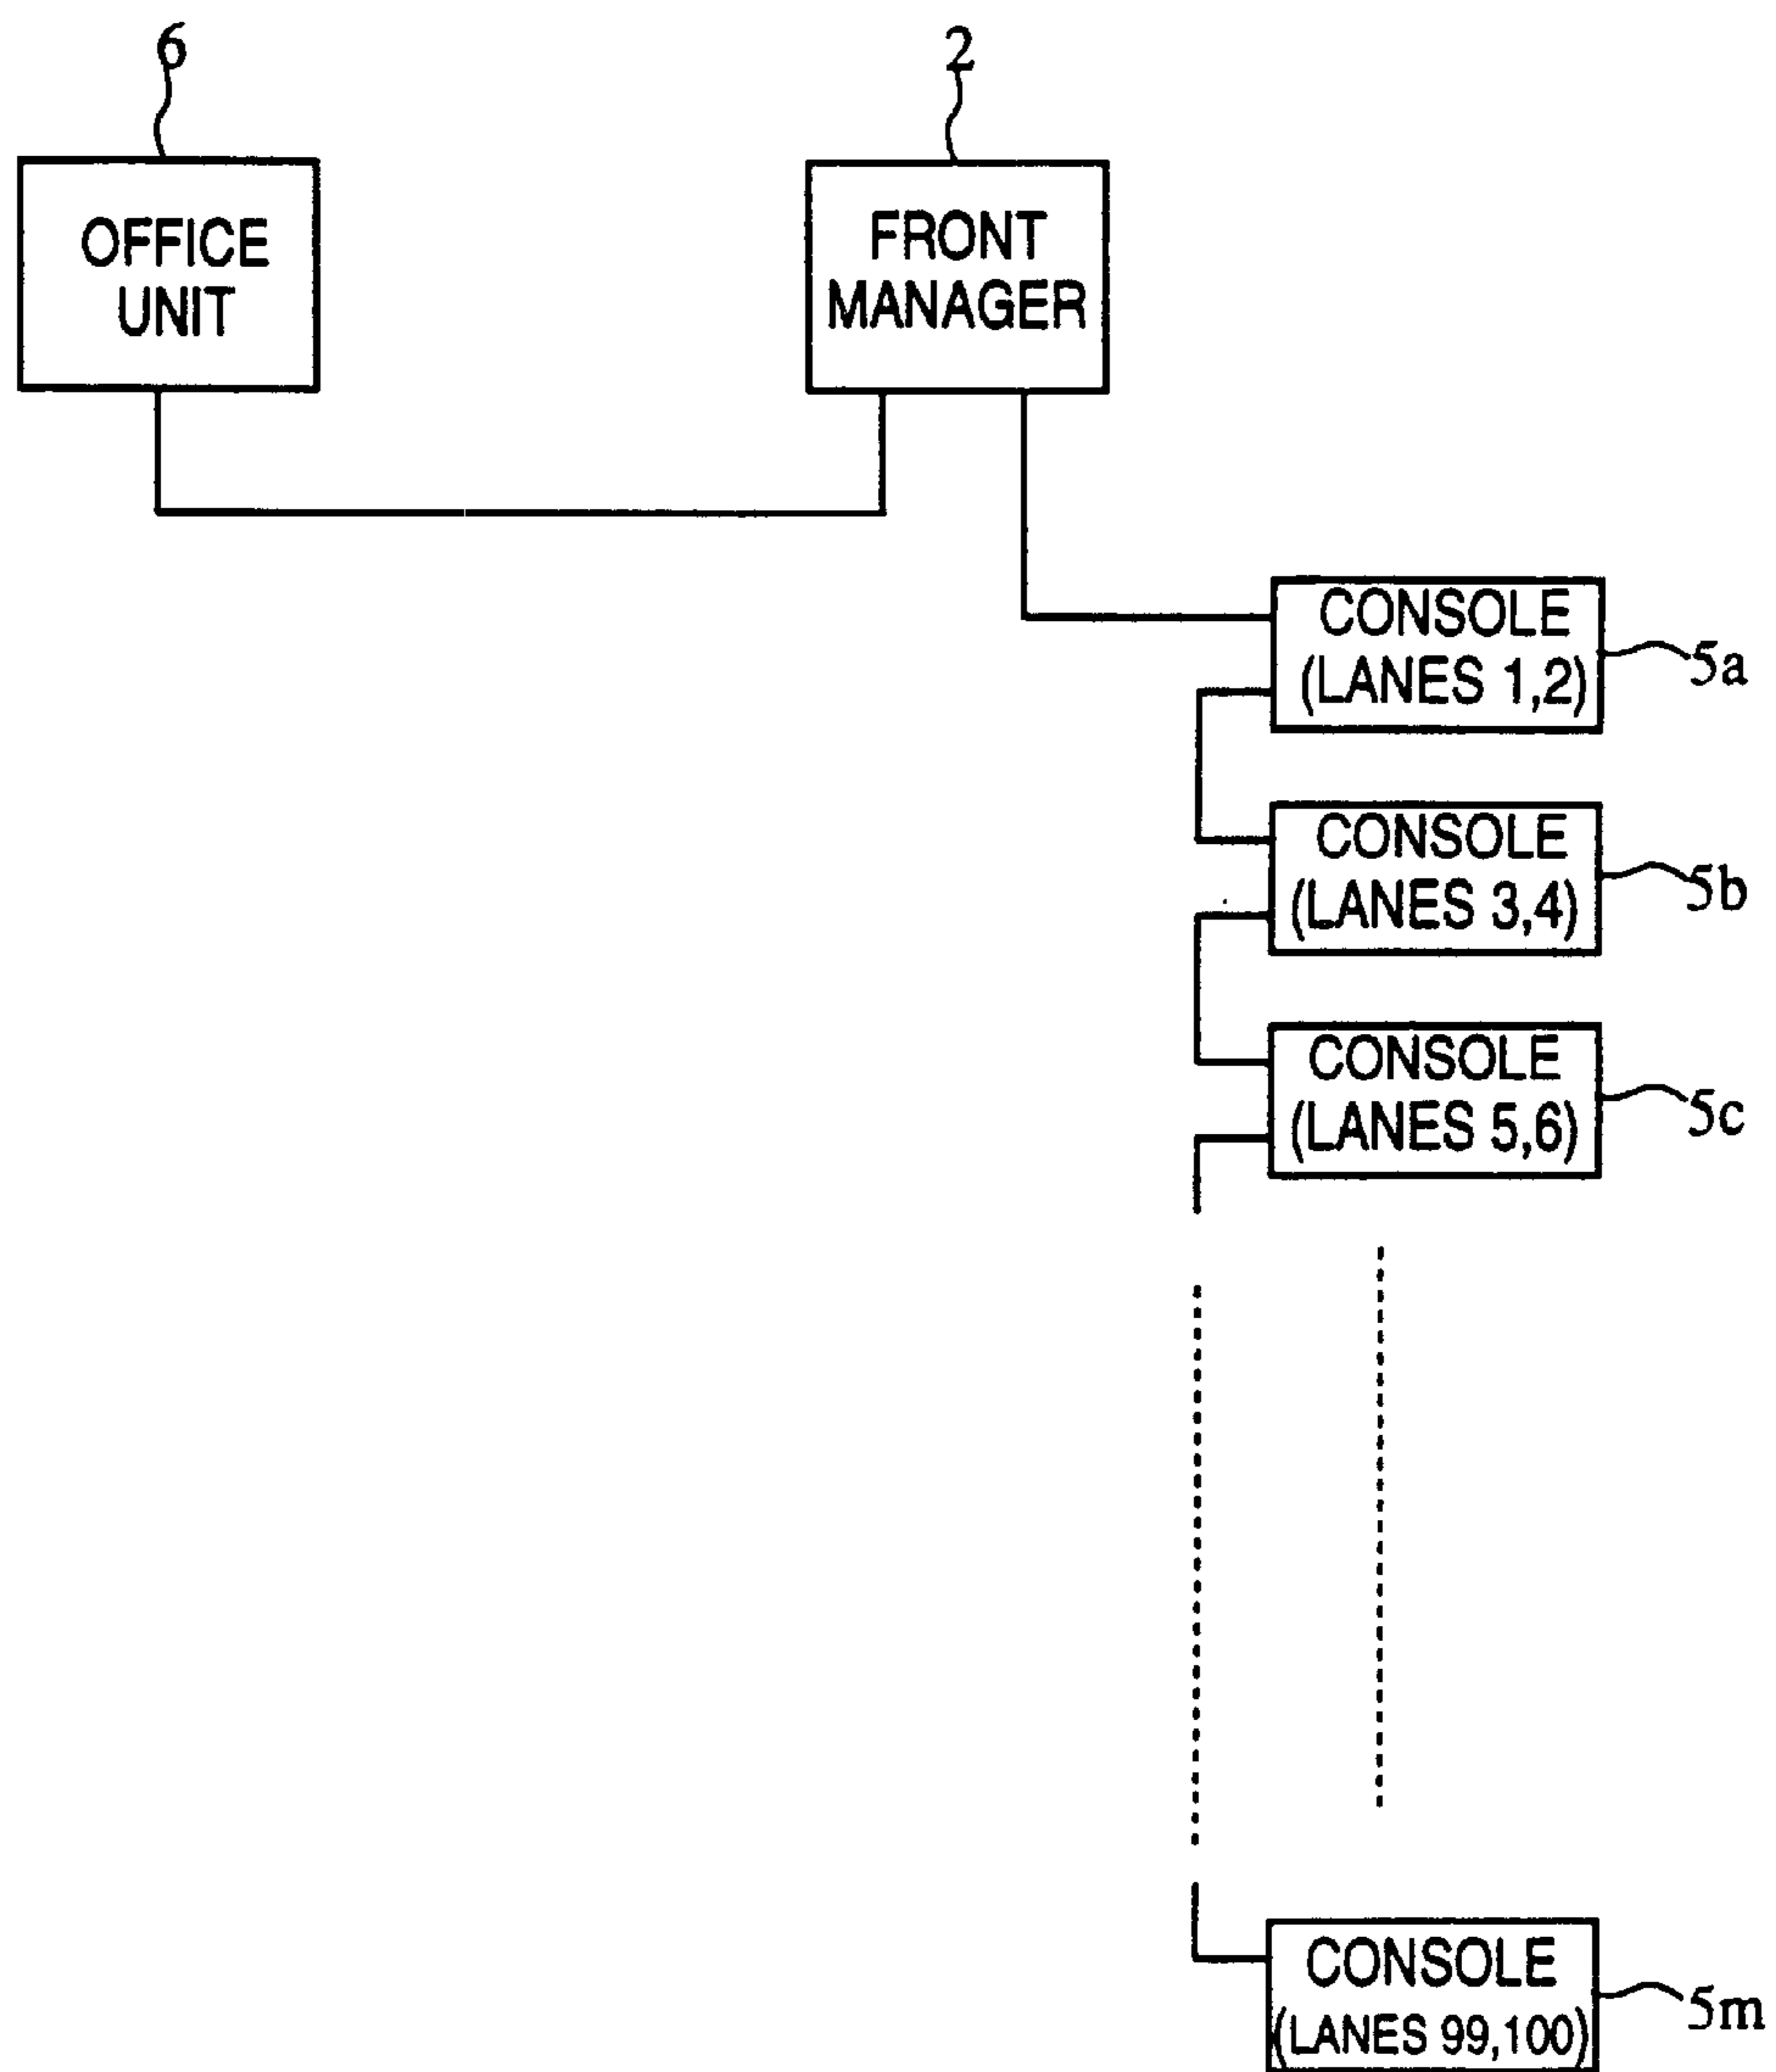 6
2
OFFICE
UNIT
FRONT
MANAGER
CONSOLE
(LANES 1,2)
5a
CONSOLE
(LANES 3,4)
5b
CONSOLE
(LANES 5,6)
5c
CONSOLE
(LANES 99,100)
5m